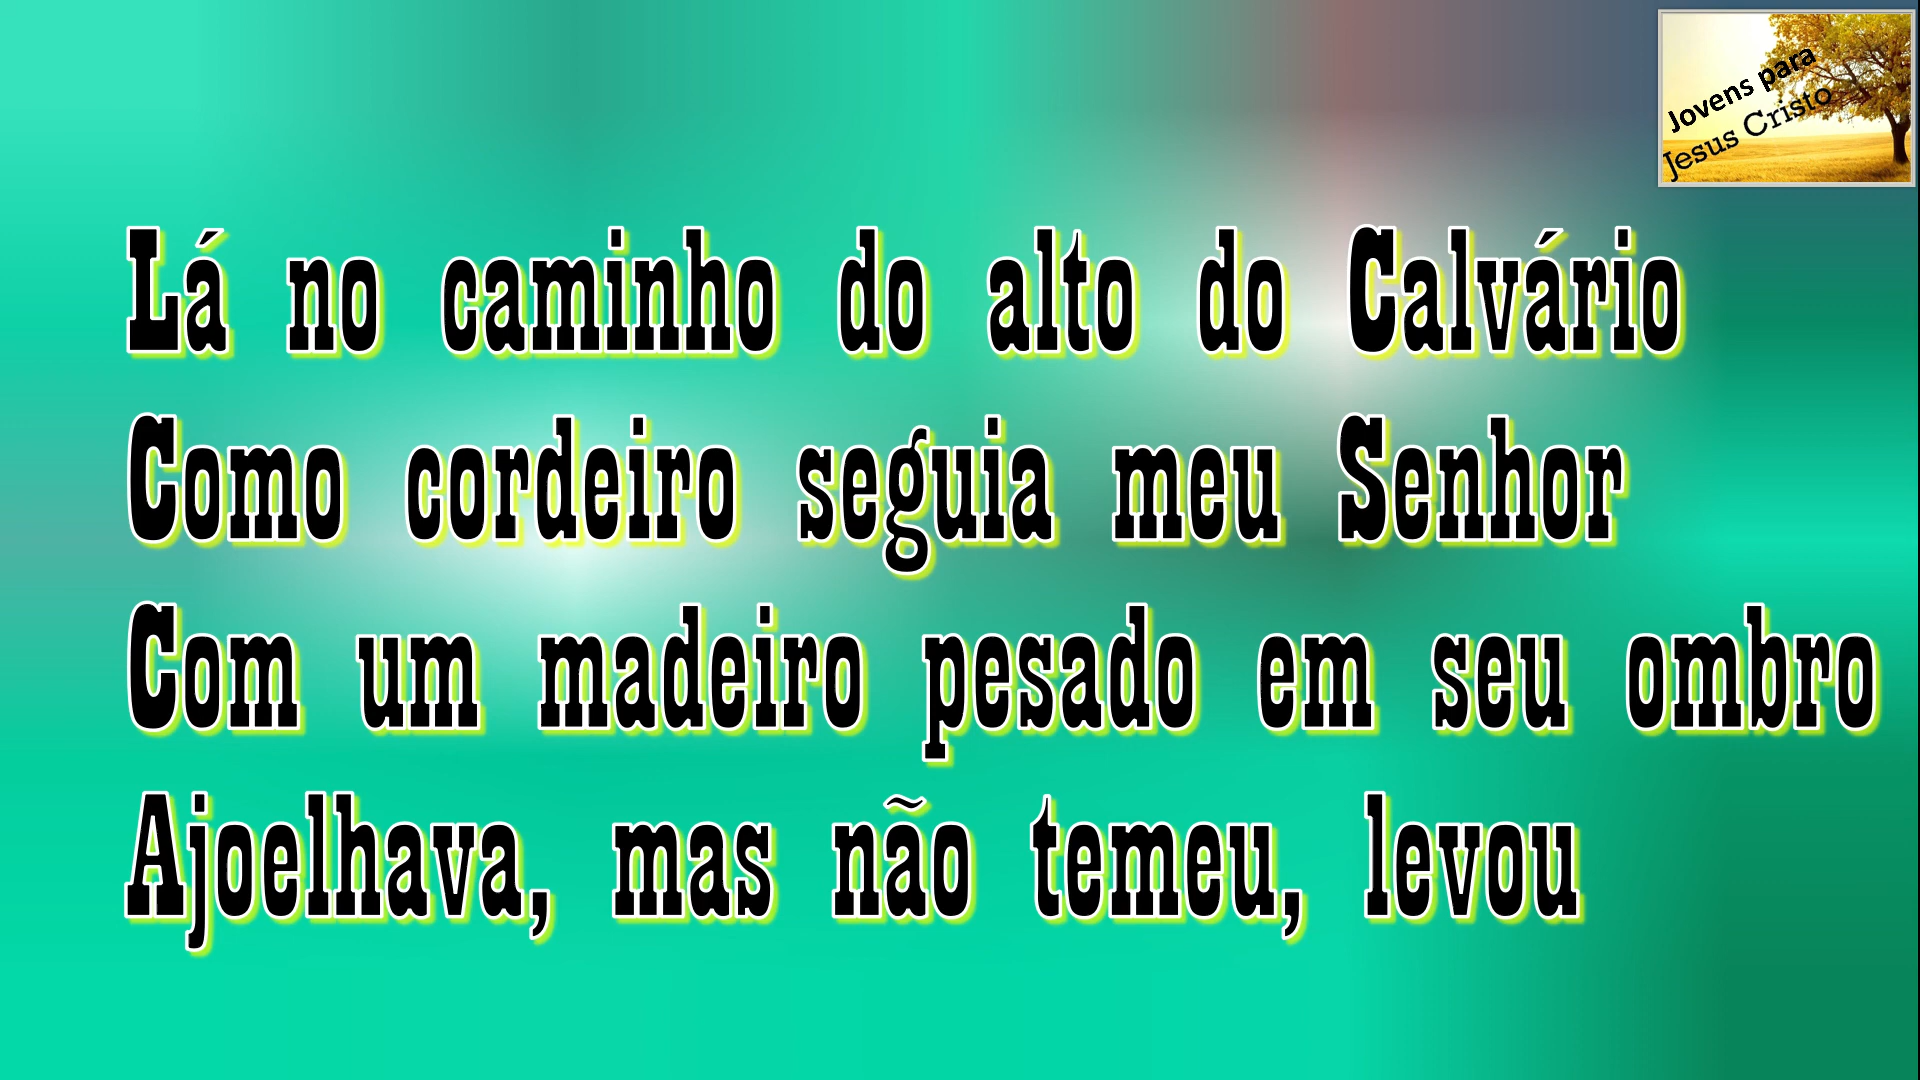 Jovens para
Jesus Cristo
Lá no caminho do alto do Calvário
Como cordeiro seguia meu Senhor
Com um madeiro pesado em seu ombro
Ajoelhava, mas não temeu, levou